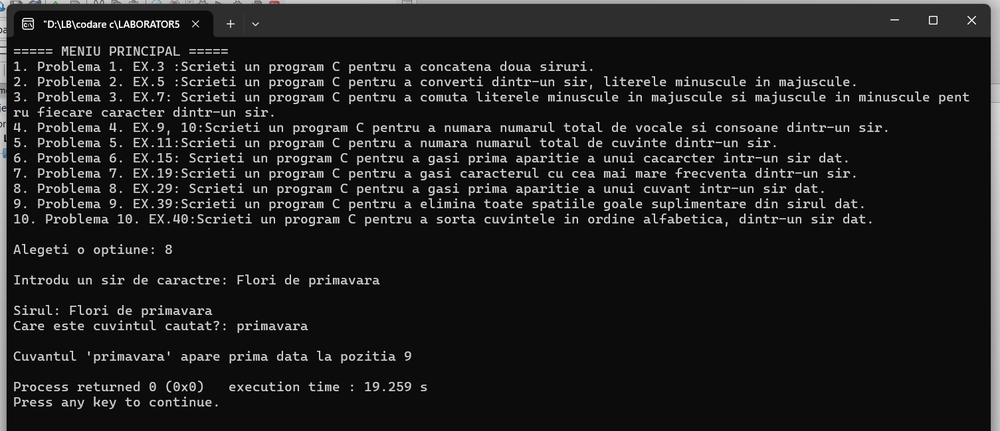 "D:\LB\codare c\LABORATOR5
===== MENIU PRINCIPAL =====
1. Problema 1. EX.3 :Scrieti un program C pentru a concatena doua siruri.
2. Problema 2. EX.5 :Scrieti un program C pentru a converti dintr-un sir, literele minuscule in majuscule.
3. Problema 3. EX.7: Scrieti un program C pentru a comuta literele minuscule in majuscule si majuscule in minuscule pent
ru fiecare caracter dintr-un sir.
4. Problema 4. EX.9, 10:Scrieti un program C pentru a numara numarul total de vocale si consoane dintr-un sir.
5. Problema 5. EX.11:Scrieti un program C pentru a numara numarul total de cuvinte dintr-un sir.
6. Problema 6. EX.15: Scrieti un program C pentru a gasi prima aparitie a unui cacarcter intr-un sir dat.
7. Problema 7. EX.19:Scrieti un program C pentru a gasi caracterul cu cea mai mare frecventa dintr-un sir.
8. Problema 8. EX.29: Scrieti un program C pentru a gasi prima aparitie a unui cuvant intr-un sir dat.
9. Problema 9. EX.39:Scrieti un program C pentru a elimina toate spatiile goale suplimentare din sirul dat.
10. Problema 10. EX.40:Scrieti un program C pentru a sorta cuvintele in ordine alfabetica, dintr-un sir dat.
Alegeti o optiune: 8
Introdu un sir de caractre: Flori de primavara
Sirul: Flori de primavara
Care este cuvintul cautat?: primavara
Cuvantul 'primavara' apare prima data la pozitia 9
Process returned 0 (0x0)   execution time : 19.259 s
Press any key to continue.